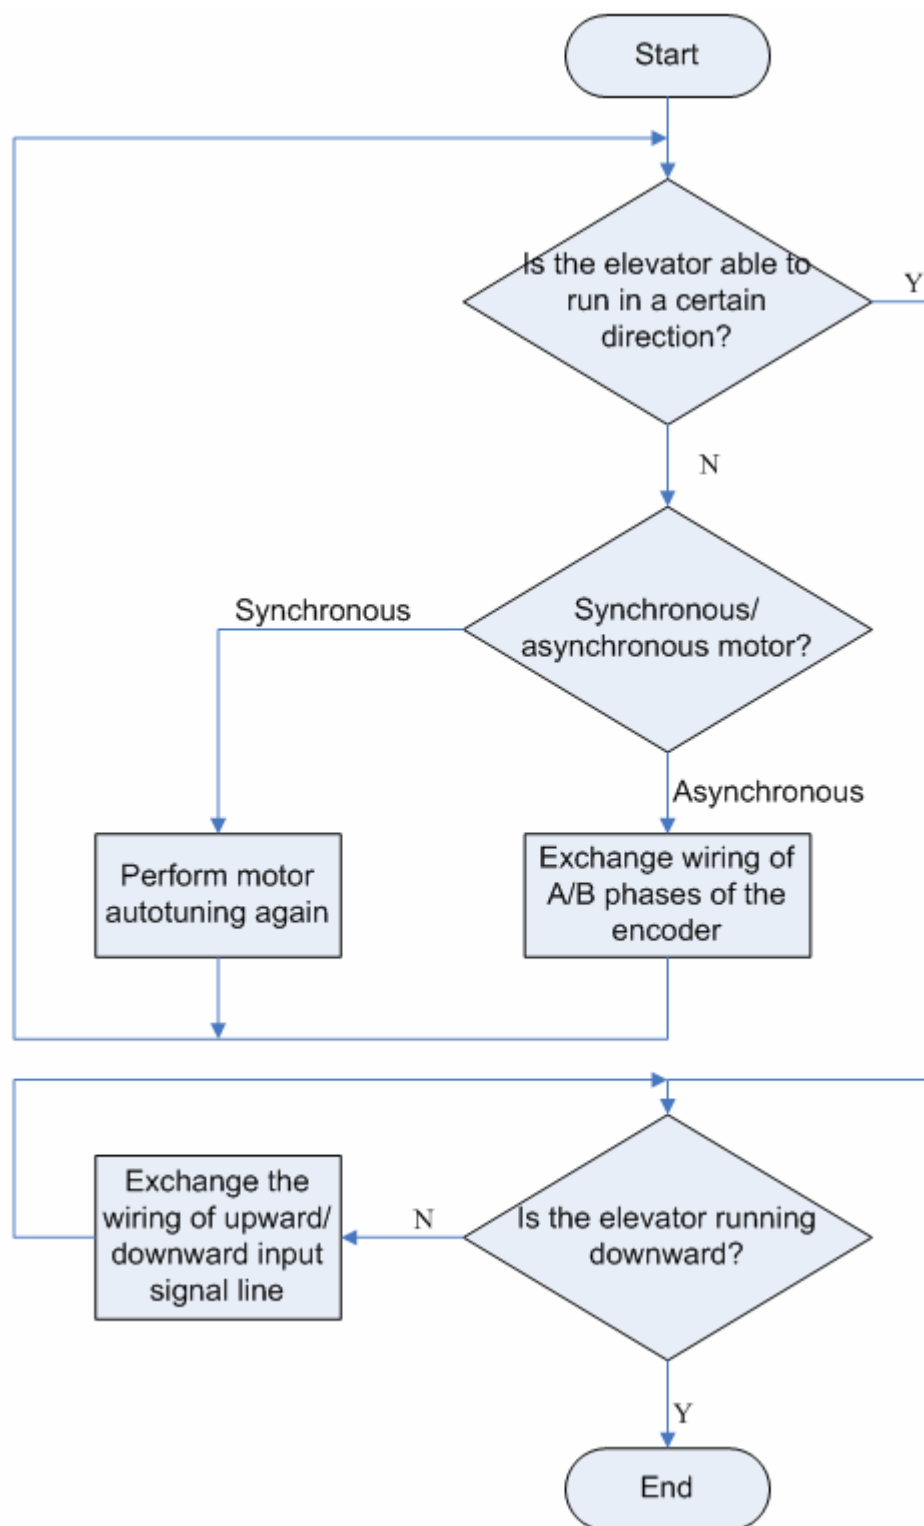 Start
Is the elevator able to
run in a certain
direction?
Y
N
Synchronous/
asynchronous motor?
Synchronous
Asynchronous
Perform motor
autotuning again
Exchange wiring of
A/B phases of the
encoder
Exchange the
wiring of upward/
downward input
signal line
N
Is the elevator running
downward?
Y
End